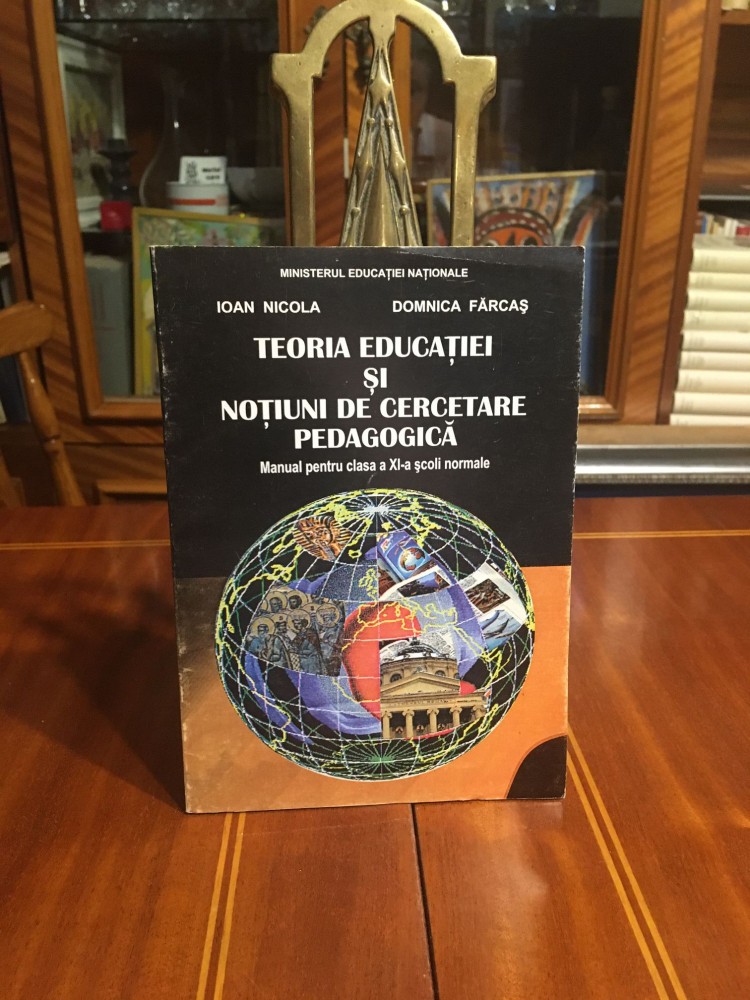 MINISTERUL EDUCAȚIEI NAȚIONALE
IOAN NICOLA DOMNICA FĂRCAȘ
TEORIA EDUCAȚIEI
ȘI
NOȚIUNI DE CERCETARE
PEDAGOGICĂ
Manual pentru clasa a XI-a școli normale